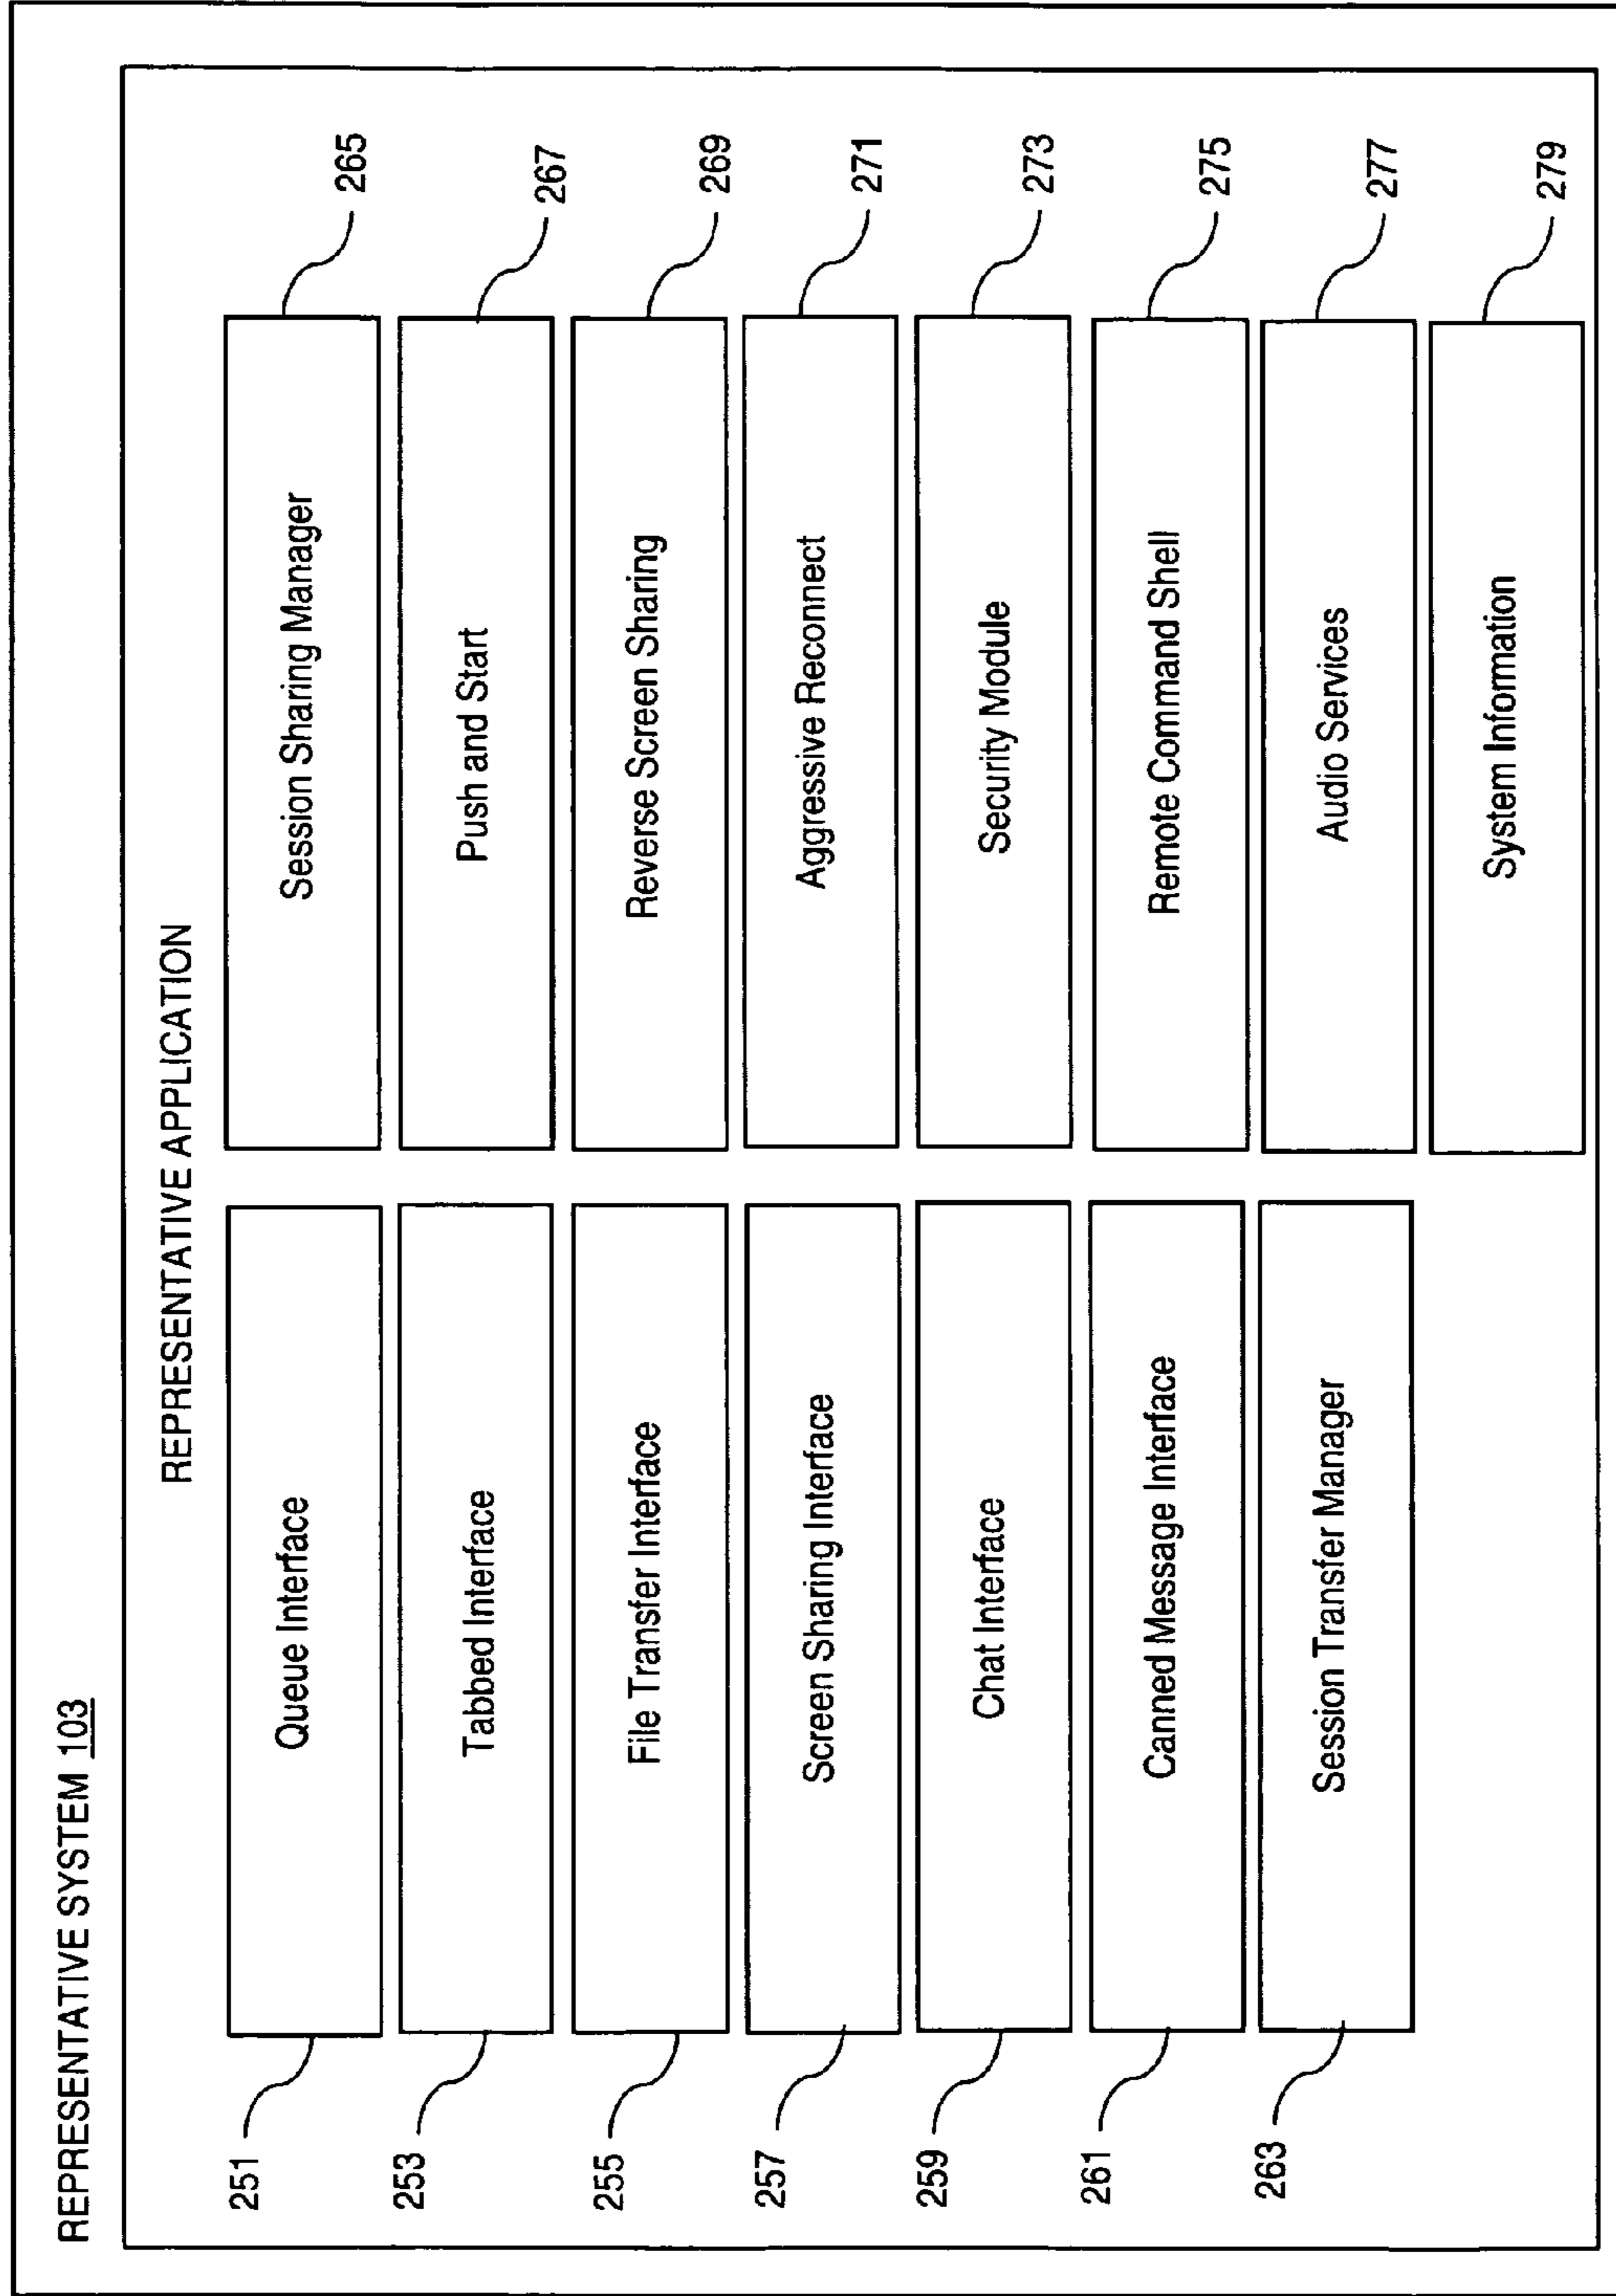 REPRESENTATIVE SYSTEM 103
REPRESENTATIVE APPLICATION
251
Queue Interface
Session Sharing Manager
265
253
Tabbed Interface
Push and Start
267
255
File Transfer Interface
Reverse Screen Sharing
269
257
Screen Sharing Interface
Aggressive Reconnect
271
259
Chat Interface
Security Module
273
261
Canned Message Interface
Remote Command Shell
275
263
Session Transfer Manager
Audio Services
277
System Information
279